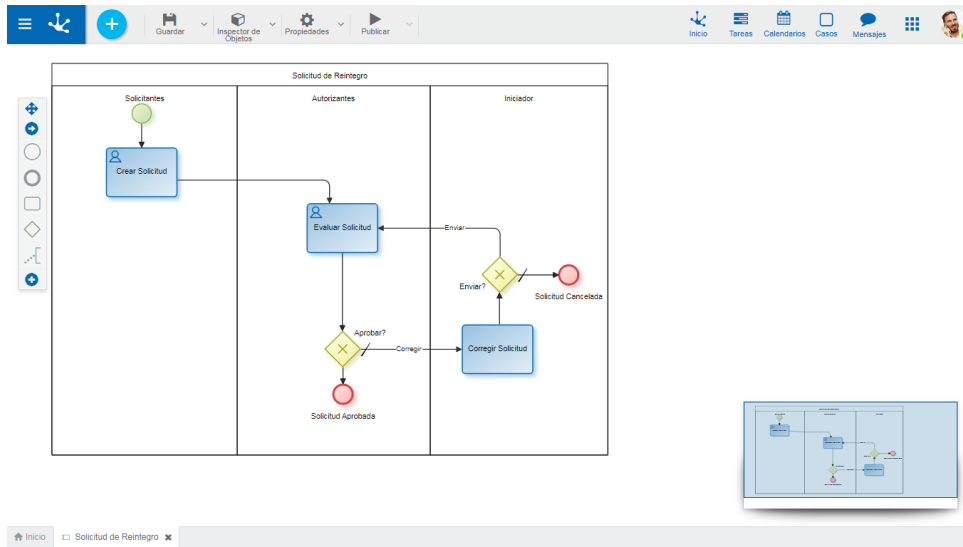 Guardar
Inspector de
Objetos
Propiedades
Publicar
Inicio
Tareas
Calendarios
Casos
Mensajes
Solicitud de Reintegro
Solicitantes
Autorizantes
Iniciador
Crear Solicitud
Evaluar Solicitud
Enviar
Enviar?
Solicitud Cancelada
Aprobar?
Corregir
Corregir Solicitud
Solicitud Aprobada
Inicio
Solicitud de Reintegro